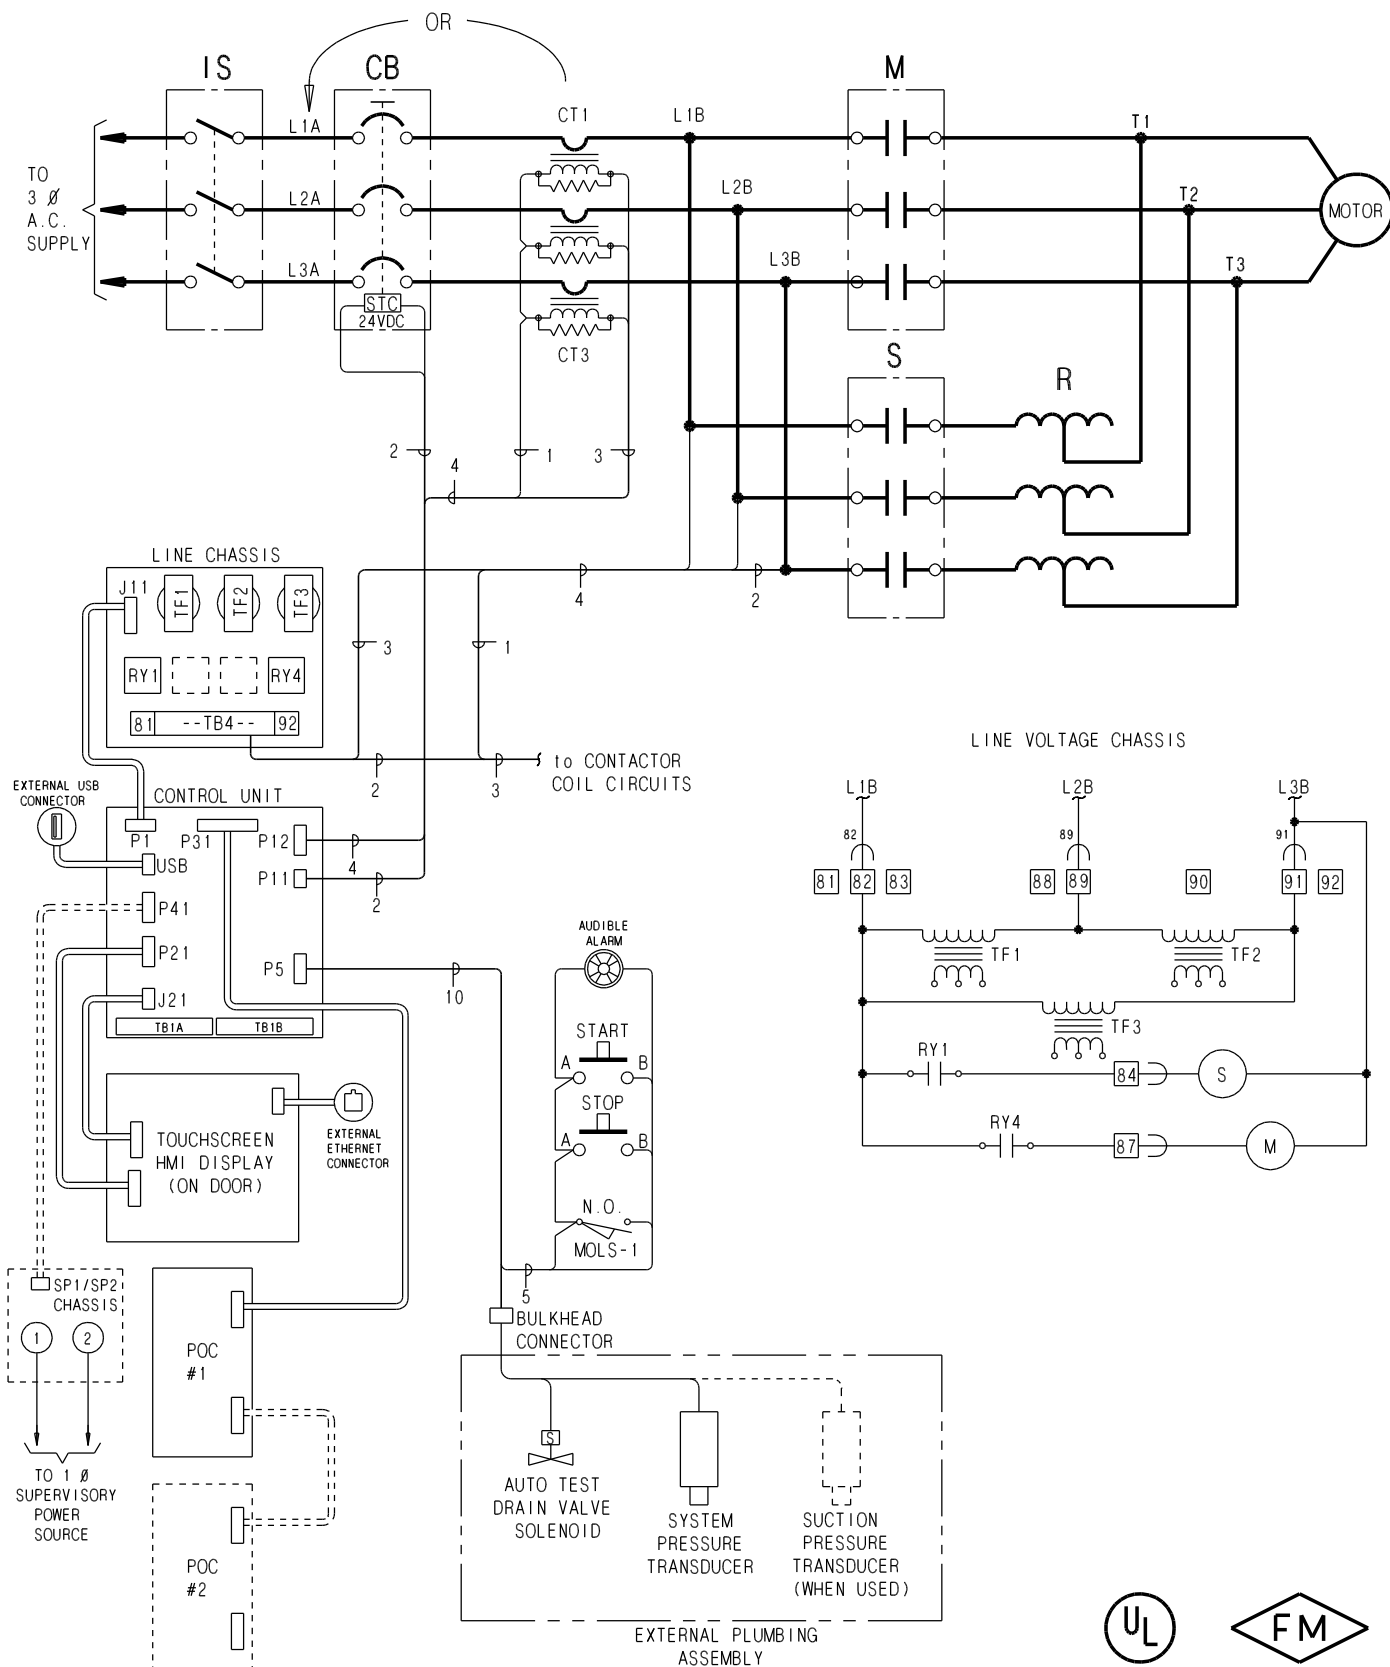 OR
IS
CB
M
L1A
CT1
L1B
T1
TO
3 Ø
A.C.
SUPPLY
L2A
L2B
T2
MOTOR
L3A
L3B
T3
STC
24VDC
CT3
S
R
2
4
1
3
LINE CHASSIS
J11
TF1
TF2
TF3
4
2
3
1
RY1
RY4
81
--TB4--
92
2
3
to CONTACTOR
COIL CIRCUITS
LINE VOLTAGE CHASSIS
EXTERNAL USB
CONNECTOR
CONTROL UNIT
L1B
L2B
L3B
P1
P31
P12
4
82
89
91
USB
P11
2
81
82
83
88
89
90
91
92
P41
P21
AUDIBLE
ALARM
TF1
TF2
P5
10
J21
TB1A
TB1B
START
TF3
A
B
RY1
84
S
STOP
A
B
RY4
87
M
TOUCHSCREEN
HMI DISPLAY
(ON DOOR)
EXTERNAL
ETHERNET
CONNECTOR
N.O.
MOLS-1
5
SP1/SP2
CHASSIS
1
2
BULKHEAD
CONNECTOR
POC
#1
S
TO 1 Ø
SUPERVISORY
POWER
SOURCE
AUTO TEST
DRAIN VALVE
SOLENOID
SYSTEM
PRESSURE
TRANSDUCER
SUCTION
PRESSURE
TRANSDUCER
(WHEN USED)
POC
#2
EXTERNAL PLUMBING
ASSEMBLY
UL
FM